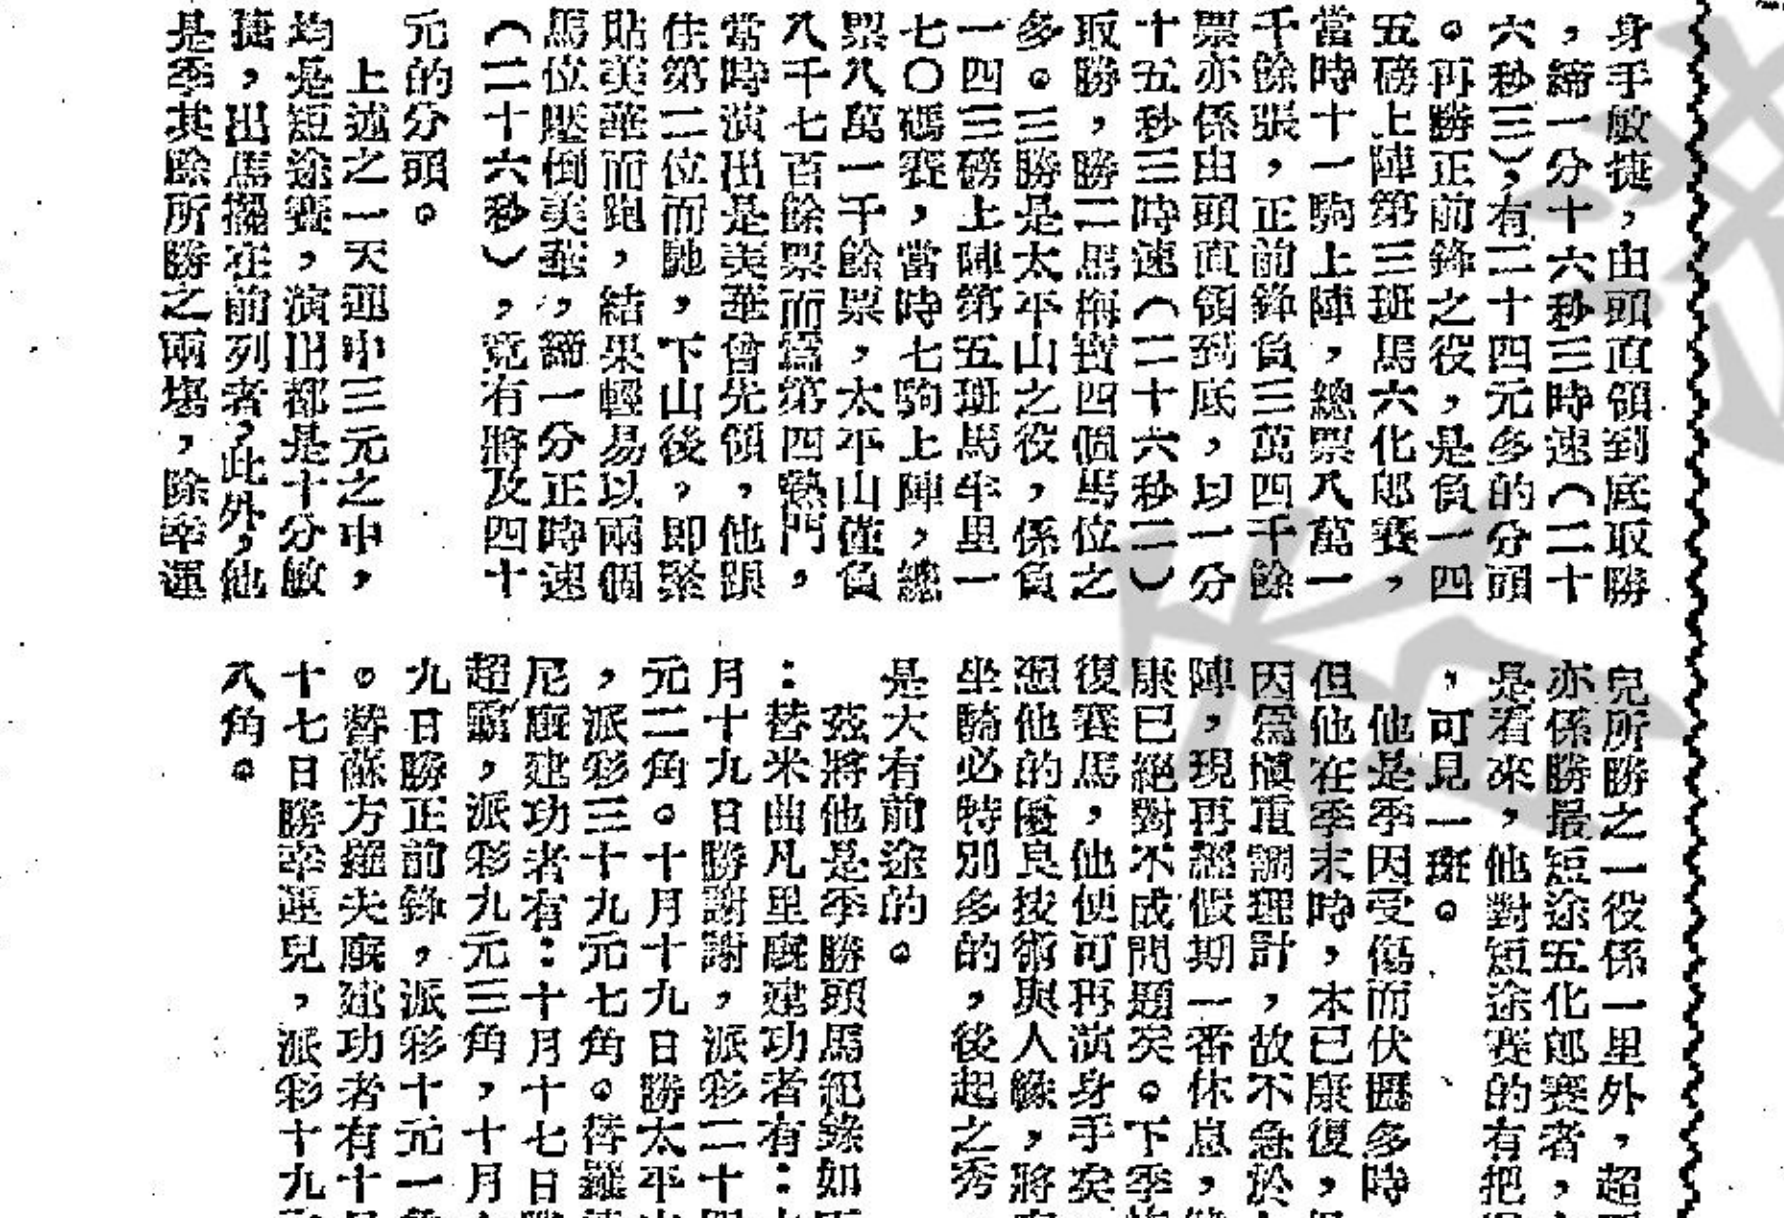 身手敏捷，由頭直領到底取勝
，締一分十六秒三時速（二十
六秒三），有二十四元多的分頭
。再勝正前鋒之役，是負一四
五磅上陣第三班馬六化郎賽，
當時十一駒上陣，總票八萬一
千餘張，正前鋒負三萬四千餘
票亦係由頭直領到底，以一分
十五秒三時速（二十六秒二）
取勝，勝二馬梅寶四個馬位之
多。三勝是太平山之役，係負
一四三磅上陣第五班馬半里一
七〇碼賽，當時七駒上陣，總
票八萬一千餘票，太平山僅負
八千七百餘票而為第四熱門，
當時演出是美華曾先領，他跟
住第二位而馳，下山後，即緊
貼美華而跑，結果輕易以兩個
馬位壓倒美華，締一分正時速
（二十六秒），竟有將及四十
元的分頭。
上述之一天運中三元之中，
均是短途賽，演出都是十分敏
捷，出馬擺在前列者，此外，他
是季其餘所勝之兩場，除幸運
兒所勝之一役係一里外，超
亦係勝最短途五化郎賽者，
是看來，他對短途賽的有把
，可見一斑。
他是季因受傷而伏櫪多時
但他在季末時，本已康復，
因為慎重調理計，故不急於
陣，現再經假期一番休息，
康已絕對不成問題矣。下季
復賽馬，他便可再演身手矣
憑他的優良技術與人緣，將
坐騎必特別多的，後起之秀
是大有前途的。
茲將他是季勝頭馬紀錄如
：替米曲凡里廐建功者有：
月十九日勝謝謝，派彩二十
元二角。十月十九日勝太平
，派彩三十九元七角。替羅
尼廐建功者有：十月十七日
超霸，派彩九元三角，十月
九日勝正前鋒，派彩十元一
。替蘇方羅夫廐建功者有十
十七日勝幸運兒，派彩十九
八角。